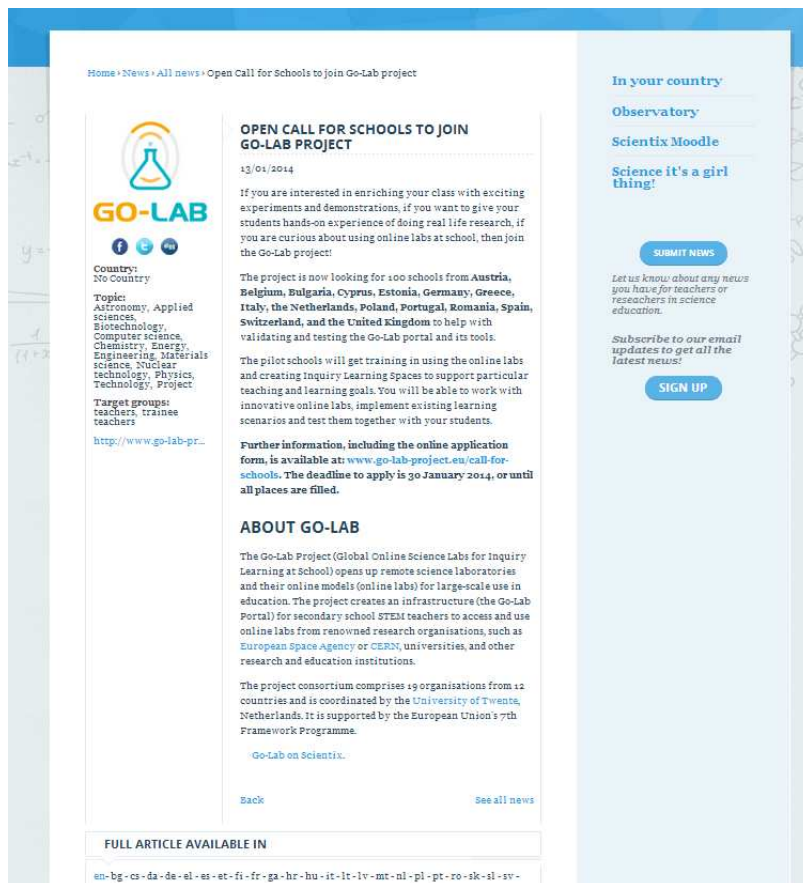 Home › News › All news › Open Call for Schools to join Go-Lab project
GO-LAB
Country:
No Country
Topic:
Astronomy, Applied
sciences,
Biotechnology,
Computer science,
Chemistry, Energy,
Engineering, Materials
science, Nuclear
technology, Physics,
Technology, Project
Target groups:
teachers, trainee
teachers
http://www.go-lab-pr...
OPEN CALL FOR SCHOOLS TO JOIN
GO-LAB PROJECT
13/01/2014
If you are interested in enriching your class with exciting
experiments and demonstrations, if you want to give your
students hands-on experience of doing real life research, if
you are curious about using online labs at school, then join
the Go-Lab project!
The project is now looking for 100 schools from Austria,
Belgium, Bulgaria, Cyprus, Estonia, Germany, Greece,
Italy, the Netherlands, Poland, Portugal, Romania, Spain,
Switzerland, and the United Kingdom to help with
validating and testing the Go-Lab portal and its tools.
The pilot schools will get training in using the online labs
and creating Inquiry Learning Spaces to support particular
teaching and learning goals. You will be able to work with
innovative online labs, implement existing learning
scenarios and test them together with your students.
Further information, including the online application
form, is available at: www.go-lab-project.eu/call-for-
schools. The deadline to apply is 30 January 2014, or until
all places are filled.
ABOUT GO-LAB
The Go-Lab Project (Global Online Science Labs for Inquiry
Learning at School) opens up remote science laboratories
and their online models (online labs) for large-scale use in
education. The project creates an infrastructure (the Go-Lab
Portal) for secondary school STEM teachers to access and use
online labs from renowned research organisations, such as
European Space Agency or CERN, universities, and other
research and education institutions.
The project consortium comprises 19 organisations from 12
countries and is coordinated by the University of Twente,
Netherlands. It is supported by the European Union's 7th
Framework Programme.
Go-Lab on Scientix.
Back See all news
FULL ARTICLE AVAILABLE IN
en - bg - cs - da - de - el - es - et - fi - fr - ga - hr - hu - it - lt - lv - mt - nl - pl - pt - ro - sk - sl - sv -
In your country
Observatory
Scientix Moodle
Science it's a girl
thing!
SUBMIT NEWS
Let us know about any news
you have for teachers or
reseachers in science
education.
Subscribe to our email
updates to get all the
latest news!
SIGN UP